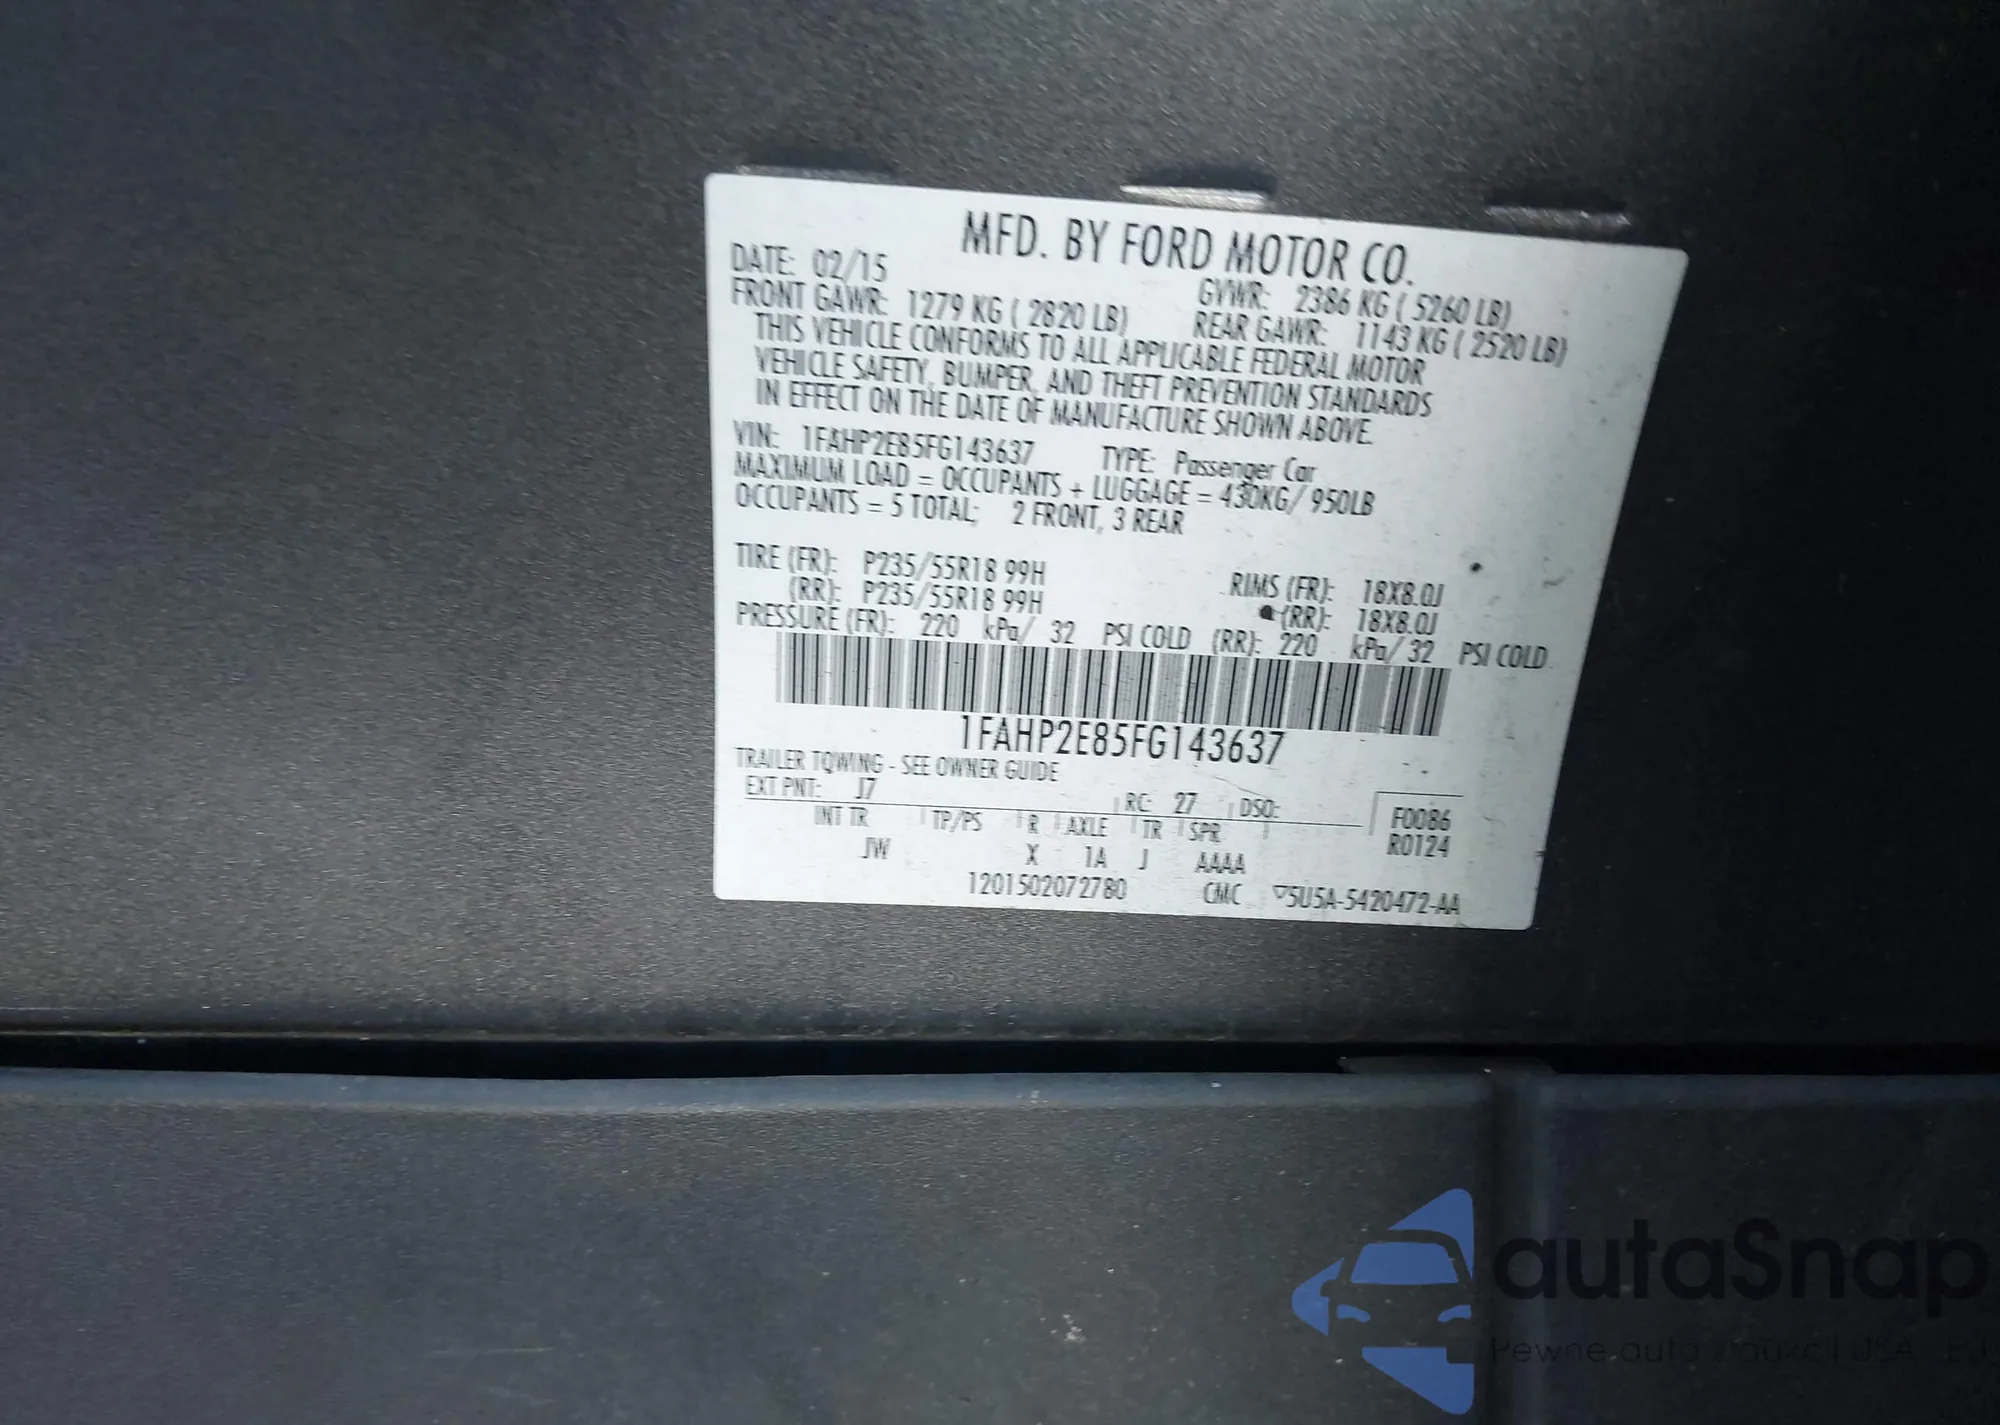 MFD. BY FORD MOTOR CO.
DATE: 02/15 GVWR: 2386 KG ( 5260 LB)
FRONT GAWR: 1279 KG ( 2820 LB) REAR GAWR: 1143 KG ( 2520 LB)
THIS VEHICLE CONFORMS TO ALL APPLICABLE FEDERAL MOTOR
VEHICLE SAFETY, BUMPER, AND THEFT PREVENTION STANDARDS
IN EFFECT ON THE DATE OF MANUFACTURE SHOWN ABOVE.
VIN: 1FAHP2E85FG143637 TYPE: Passenger Car
MAXIMUM LOAD = OCCUPANTS + LUGGAGE = 430KG/ 950LB
OCCUPANTS = 5 TOTAL; 2 FRONT, 3 REAR
TIRE (FR): P235/55R18 99H RIMS (FR): 18X8.0J
(RR): P235/55R18 99H (RR): 18X8.0J
PRESSURE (FR): 220 kPa/ 32 PSI COLD (RR): 220 kPa/ 32 PSI COLD
1FAHP2E85FG143637
TRAILER TOWING - SEE OWNER GUIDE
EXT PNT: J7 RC: 27 DSO: F0086
INT TR TP/PS R AXLE TR SPR R0124
JW X 1A J AAAA
1201502072780 CMC ▽5U5A-5420472-AA
autaSnap
Pewne auta z aukcji USA